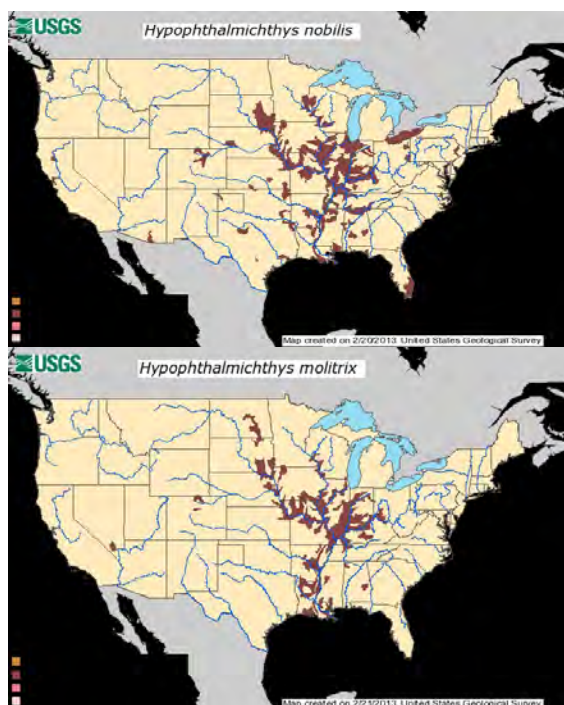 USGS
Hypophthalmichthys nobilis
Map created on 2/20/2013 United States Geological Survey
USGS
Hypophthalmichthys molitrix
Map created on 2/21/2013 United States Geological Survey